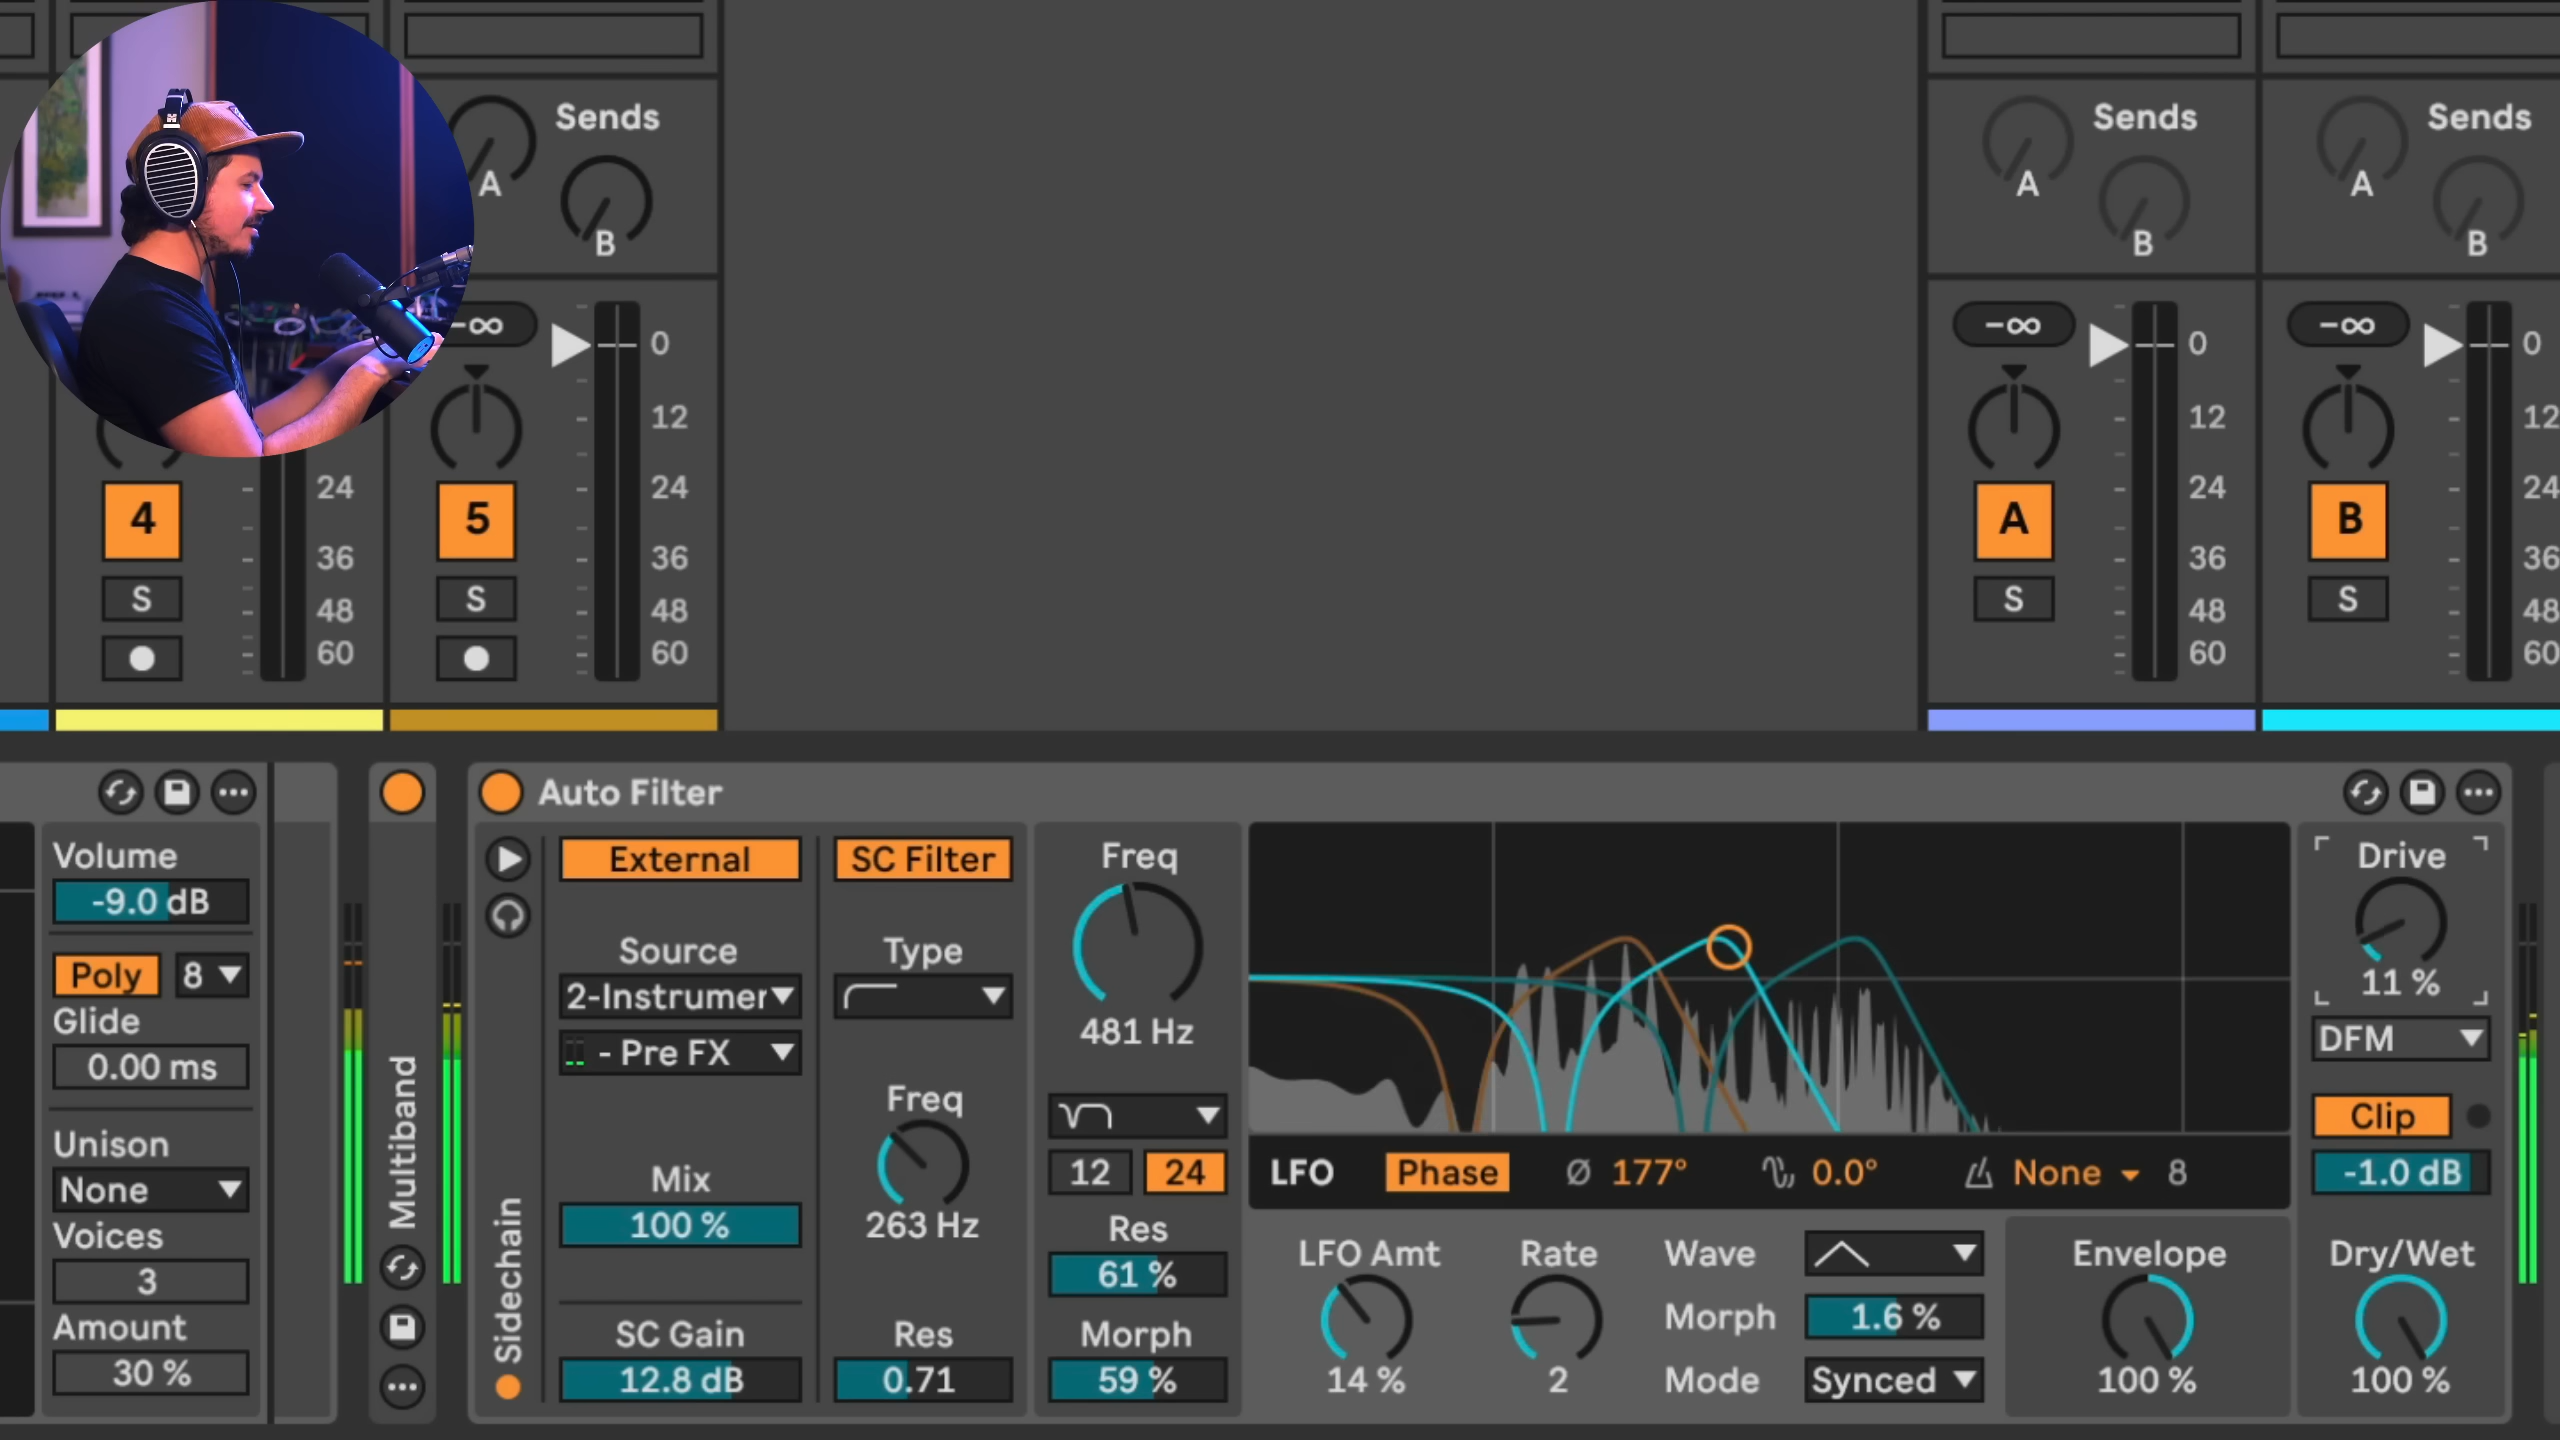 Sends
A
B
Sends
A
B
Sends
A
B
-∞
0
12
24
36
48
60
-∞
0
12
24
36
48
60
-∞
0
12
24
36
48
60
24
36
48
60
4
S
5
S
A
S
B
S
Volume
-9.0 dB
Poly 8
Glide
0.00 ms
Unison
None
Voices
3
Amount
30 %
Multiband
Auto Filter
Sidechain
External
Source
2-Instrumer
- Pre FX
Mix
100 %
SC Gain
12.8 dB
SC Filter
Type
Freq
263 Hz
Res
0.71
Freq
481 Hz
12 24
Res
61 %
Morph
59 %
LFO Phase Ø 177° 0.0° None 8
LFO Amt
14 %
Rate
2
Wave
Morph 1.6 %
Mode Synced
Envelope
100 %
Drive
11 %
DFM
Clip
-1.0 dB
Dry/Wet
100 %